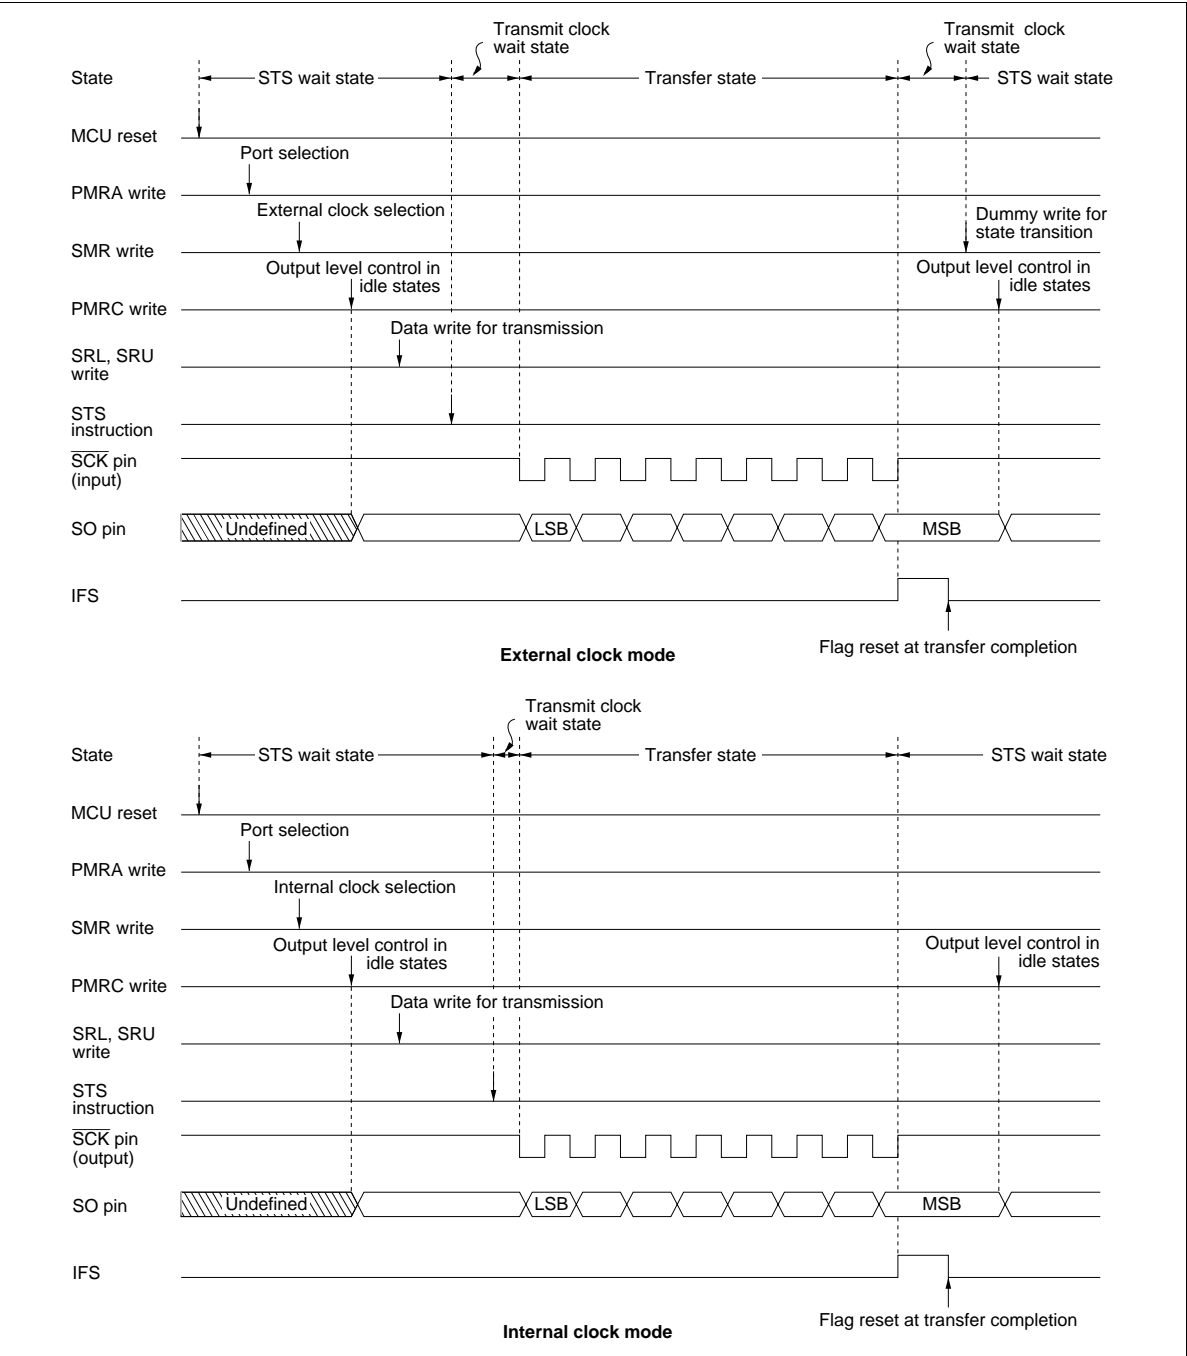 Transmit clock
wait state
Transmit clock
wait state
State
STS wait state
Transfer state
STS wait state
MCU reset
Port selection
PMRA write
External clock selection
Dummy write for
state transition
SMR write
Output level control in
idle states
Output level control in
idle states
PMRC write
Data write for transmission
SRL, SRU
write
STS
instruction
SCK pin
(input)
SO pin
Undefined
LSB
MSB
IFS
Flag reset at transfer completion
External clock mode
Transmit clock
wait state
State
STS wait state
Transfer state
STS wait state
MCU reset
Port selection
PMRA write
Internal clock selection
SMR write
Output level control in
idle states
Output level control in
idle states
PMRC write
Data write for transmission
SRL, SRU
write
STS
instruction
SCK pin
(output)
SO pin
Undefined
LSB
MSB
IFS
Flag reset at transfer completion
Internal clock mode